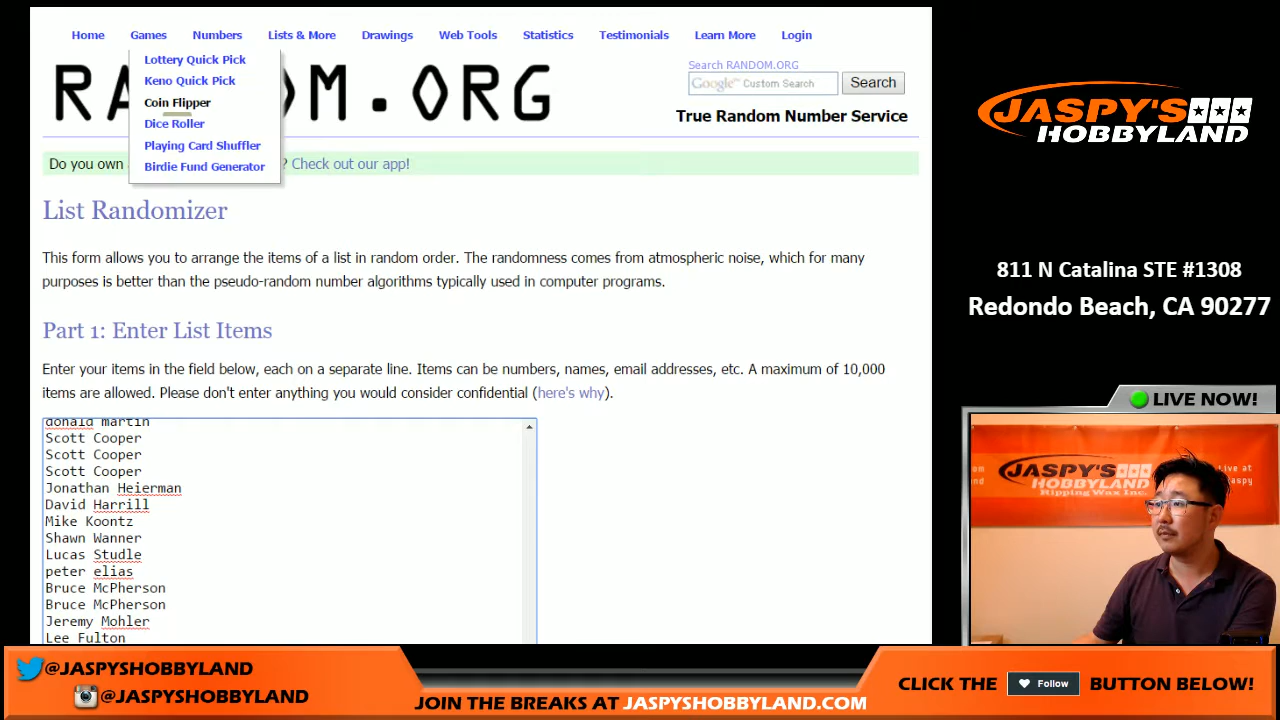 Home Games Numbers Lists & More Drawings Web Tools Statistics Testimonials Learn More Login
Lottery Quick Pick
Keno Quick Pick
Coin Flipper
Dice Roller
Playing Card Shuffler
Birdie Fund Generator
Search RANDOM.ORG
Google™ Custom Search
Search
True Random Number Service
Do you own
? Check out our app!
List Randomizer
This form allows you to arrange the items of a list in random order. The randomness comes from atmospheric noise, which for many
purposes is better than the pseudo-random number algorithms typically used in computer programs.
Part 1: Enter List Items
Enter your items in the field below, each on a separate line. Items can be numbers, names, email addresses, etc. A maximum of 10,000
items are allowed. Please don't enter anything you would consider confidential (here's why).
donald martin
Scott Cooper
Scott Cooper
Scott Cooper
Jonathan Heierman
David Harrill
Mike Koontz
Shawn Wanner
Lucas Studle
peter elias
Bruce McPherson
Bruce McPherson
Jeremy Mohler
Lee Fulton
JASPY'S
HOBBYLAND
811 N Catalina STE #1308
Redondo Beach, CA 90277
LIVE NOW!
JASPY'S
HOBBYLAND
Ripping Wax Inc.
Live at
jaspy
@JASPYSHOBBYLAND
@JASPYSHOBBYLAND
JOIN THE BREAKS AT JASPYSHOBBYLAND.COM
CLICK THE Follow BUTTON BELOW!